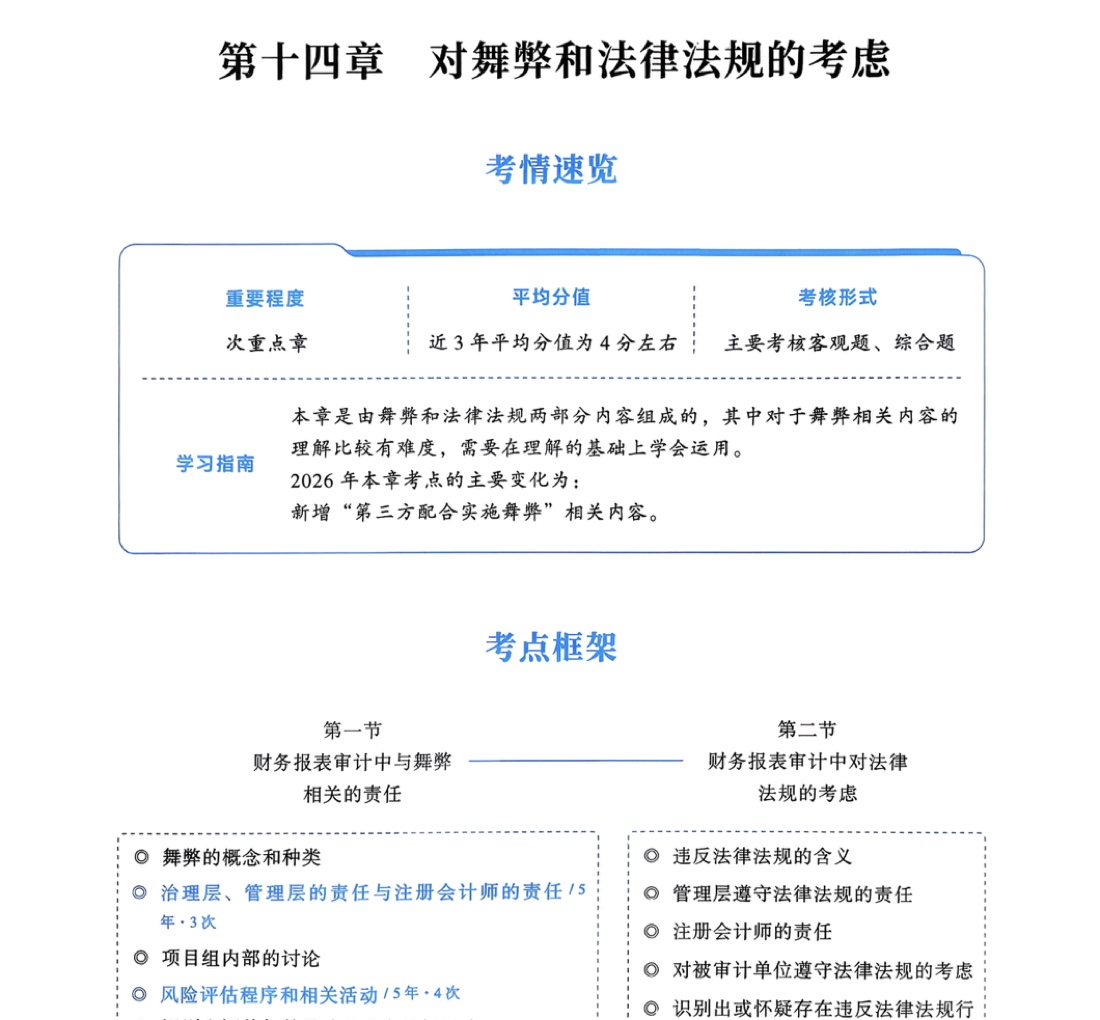 第十四章 对舞弊和法律法规的考虑
考情速览
重要程度
平均分值
考核形式
次重点章
近 3 年平均分值为 4 分左右
主要考核客观题、综合题
学习指南
本章是由舞弊和法律法规两部分内容组成的，其中对于舞弊相关内容的
理解比较有难度，需要在理解的基础上学会运用。
2026 年本章考点的主要变化为：
新增“第三方配合实施舞弊”相关内容。
考点框架
第一节
财务报表审计中与舞弊
相关的责任
第二节
财务报表审计中对法律
法规的考虑
◎ 舞弊的概念和种类
◎ 治理层、管理层的责任与注册会计师的责任 / 5
年·3次
◎ 项目组内部的讨论
◎ 风险评估程序和相关活动 / 5年·4次
◎ 违反法律法规的含义
◎ 管理层遵守法律法规的责任
◎ 注册会计师的责任
◎ 对被审计单位遵守法律法规的考虑
◎ 识别出或怀疑存在违反法律法规行